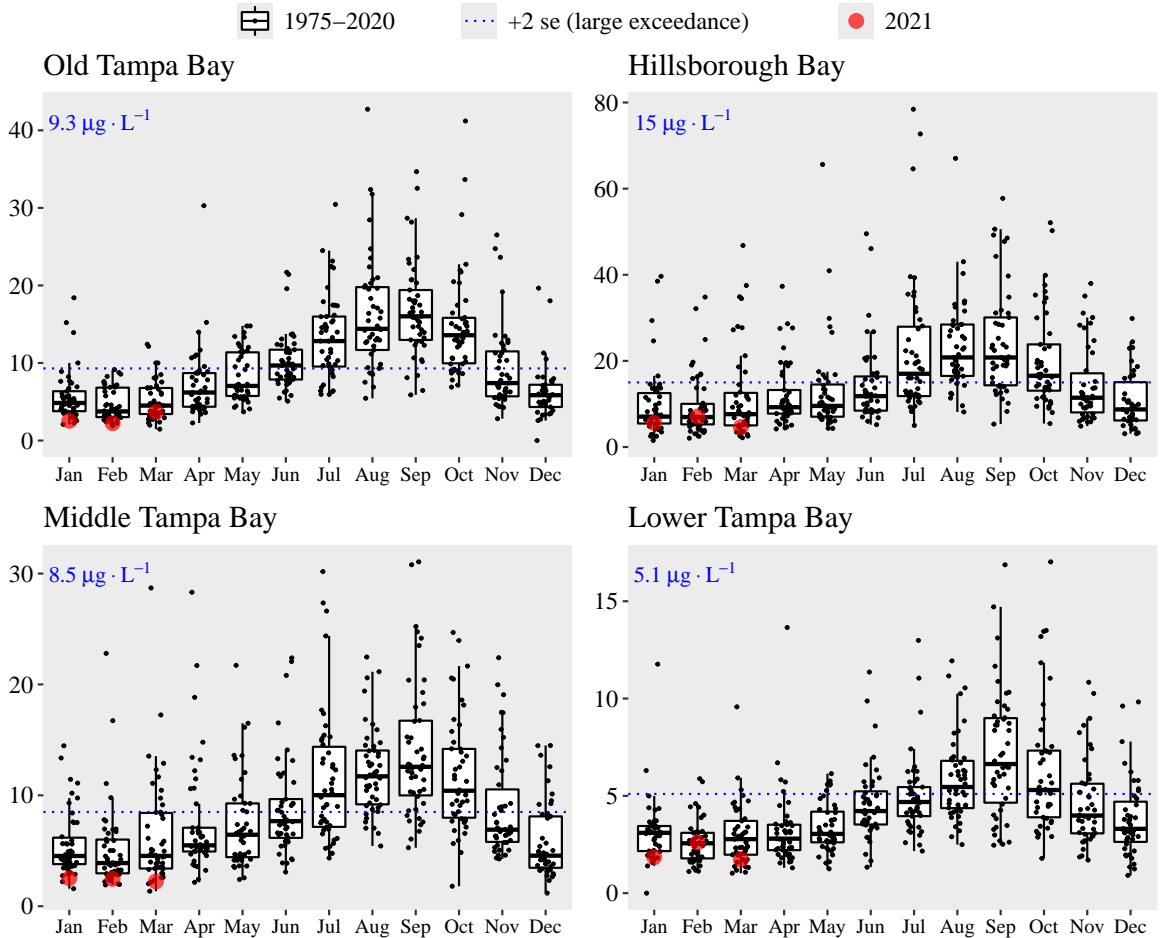 1975−2020 +2 se (large exceedance) 2021
Old Tampa Bay
9.3 μg · L⁻¹
40
30
20
10
0
Jan Feb Mar Apr May Jun Jul Aug Sep Oct Nov Dec
Hillsborough Bay
15 μg · L⁻¹
80
60
40
20
0
Jan Feb Mar Apr May Jun Jul Aug Sep Oct Nov Dec
Middle Tampa Bay
8.5 μg · L⁻¹
30
20
10
0
Jan Feb Mar Apr May Jun Jul Aug Sep Oct Nov Dec
Lower Tampa Bay
5.1 μg · L⁻¹
15
10
5
0
Jan Feb Mar Apr May Jun Jul Aug Sep Oct Nov Dec